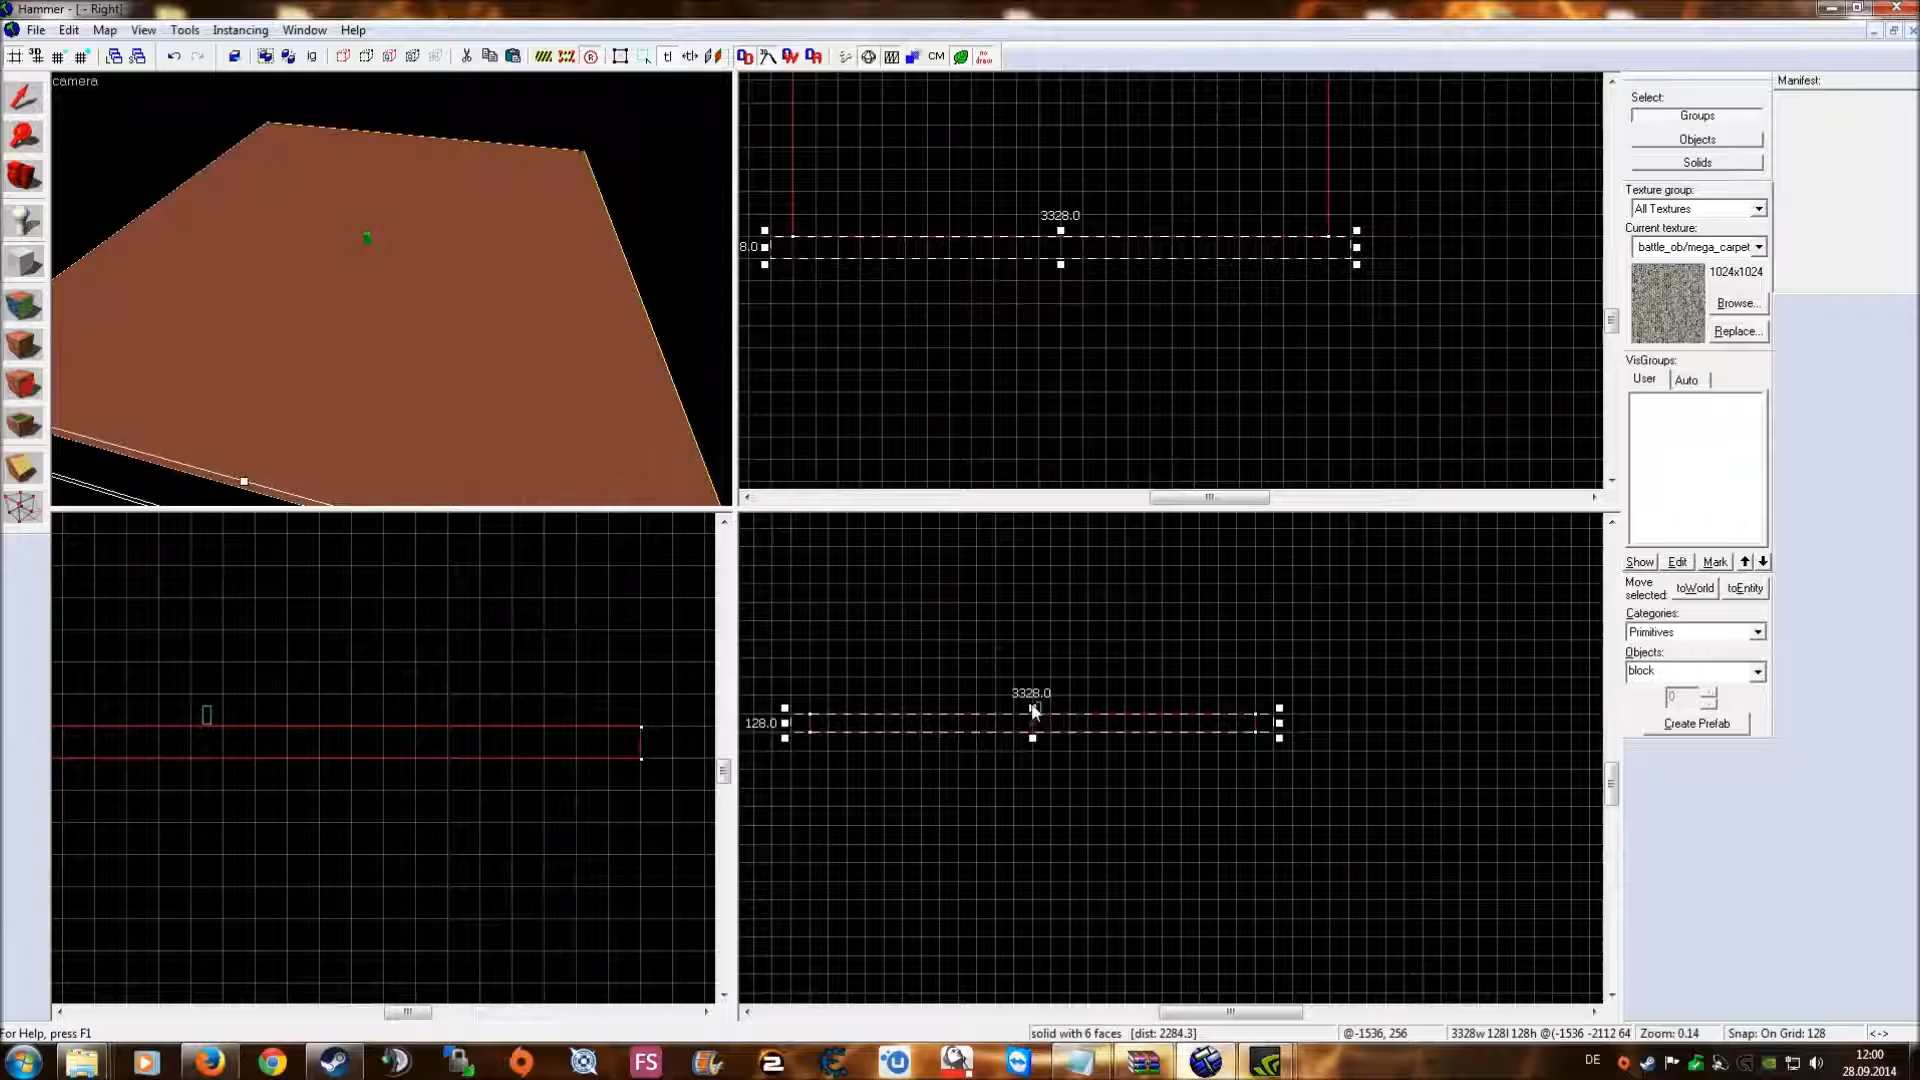 Hammer - [ - Right]
File Edit Map View Tools Instancing Window Help
camera
3328.0
8.0
3328.0
128.0
Manifest:
Select:
Groups
Objects
Solids
Texture group:
All Textures
Current texture:
battle_ob/mega_carpet
1024x1024
Browse...
Replace...
VisGroups:
User Auto
Show Edit Mark
Move selected:
toWorld toEntity
Categories:
Primitives
Objects:
block
0
Create Prefab
For Help, press F1
solid with 6 faces [dist: 2284.3]
@-1536, 256
3328w 128l 128h @(-1536 -2112 64
Zoom: 0.14
Snap: On Grid: 128
<->
FS
DE
12:00
28.09.2014